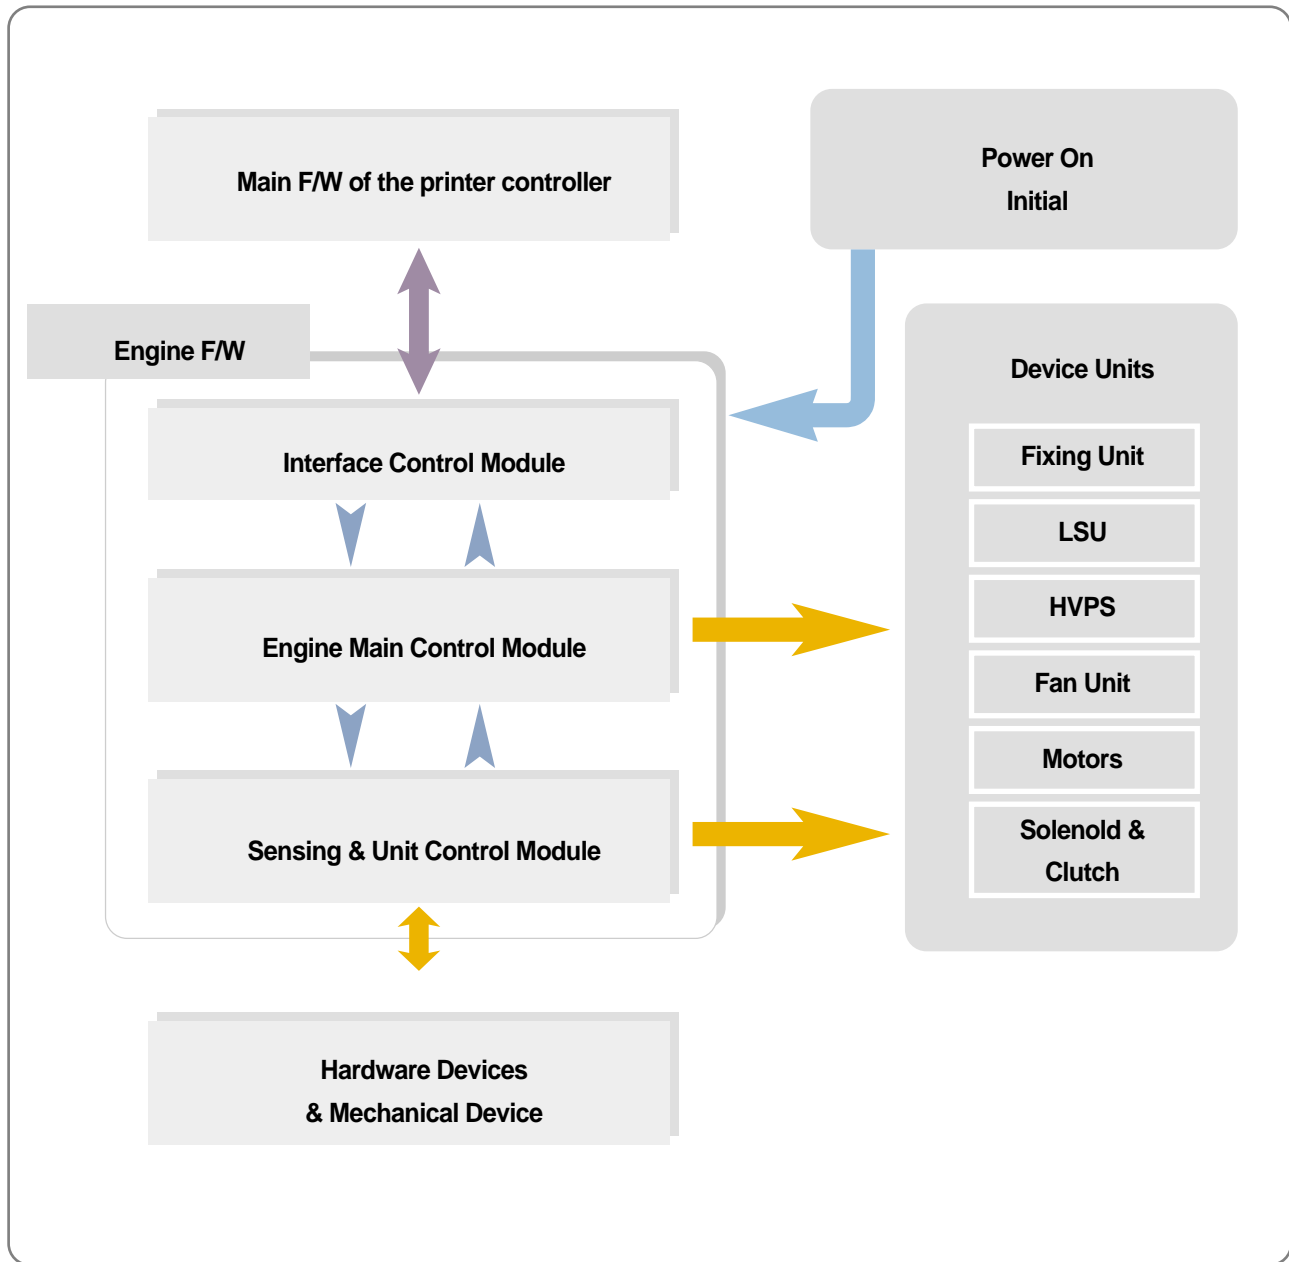 Main F/W of the printer controller
Power On
Initial
Engine F/W
Device Units
Interface Control Module
Fixing Unit
LSU
HVPS
Engine Main Control Module
Fan Unit
Motors
Sensing & Unit Control Module
Solenold &
Clutch
Hardware Devices
& Mechanical Device